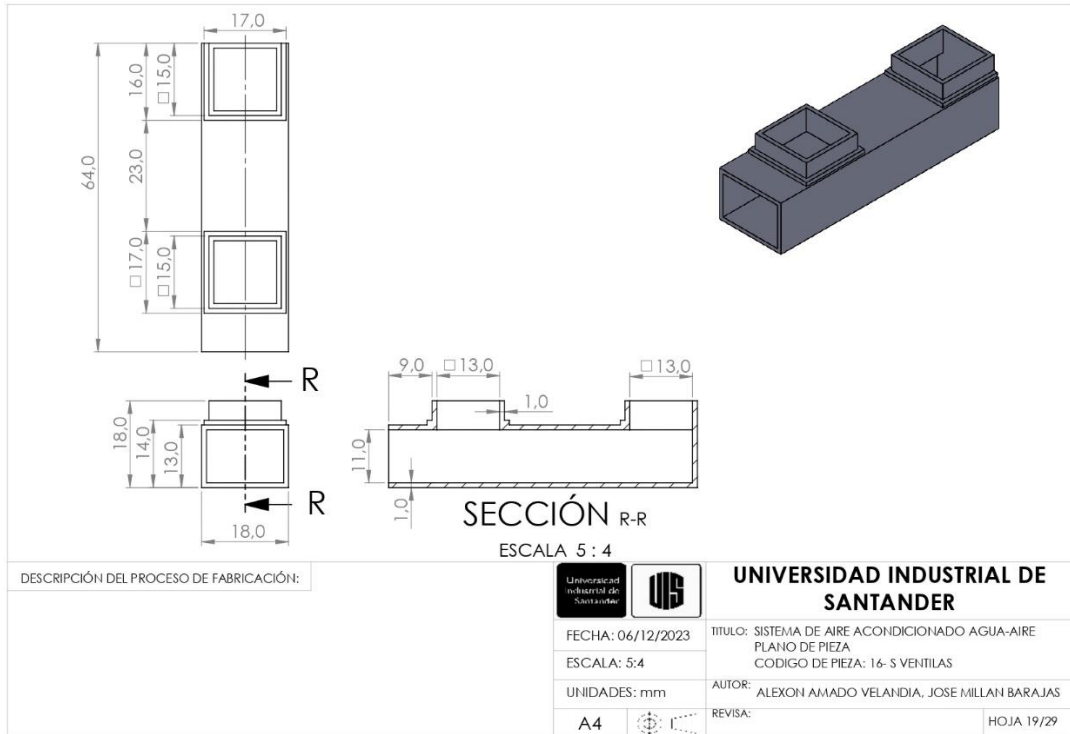 17,0
16,0
□15,0
64,0
23,0
□17,0
□15,0
R
18,0
14,0
13,0
R
18,0
9,0
□13,0
□13,0
1,0
11,0
1,0
SECCIÓN R-R
ESCALA 5 : 4
DESCRIPCIÓN DEL PROCESO DE FABRICACIÓN:
Universidad
Industrial de
Santander
UIS
UNIVERSIDAD INDUSTRIAL DE
SANTANDER
FECHA: 06/12/2023
TITULO: SISTEMA DE AIRE ACONDICIONADO AGUA-AIRE
PLANO DE PIEZA
CODIGO DE PIEZA: 16- S VENTILAS
ESCALA: 5:4
UNIDADES: mm
AUTOR: ALEXON AMADO VELANDIA, JOSE MILLAN BARAJAS
A4
REVISA:
HOJA 19/29